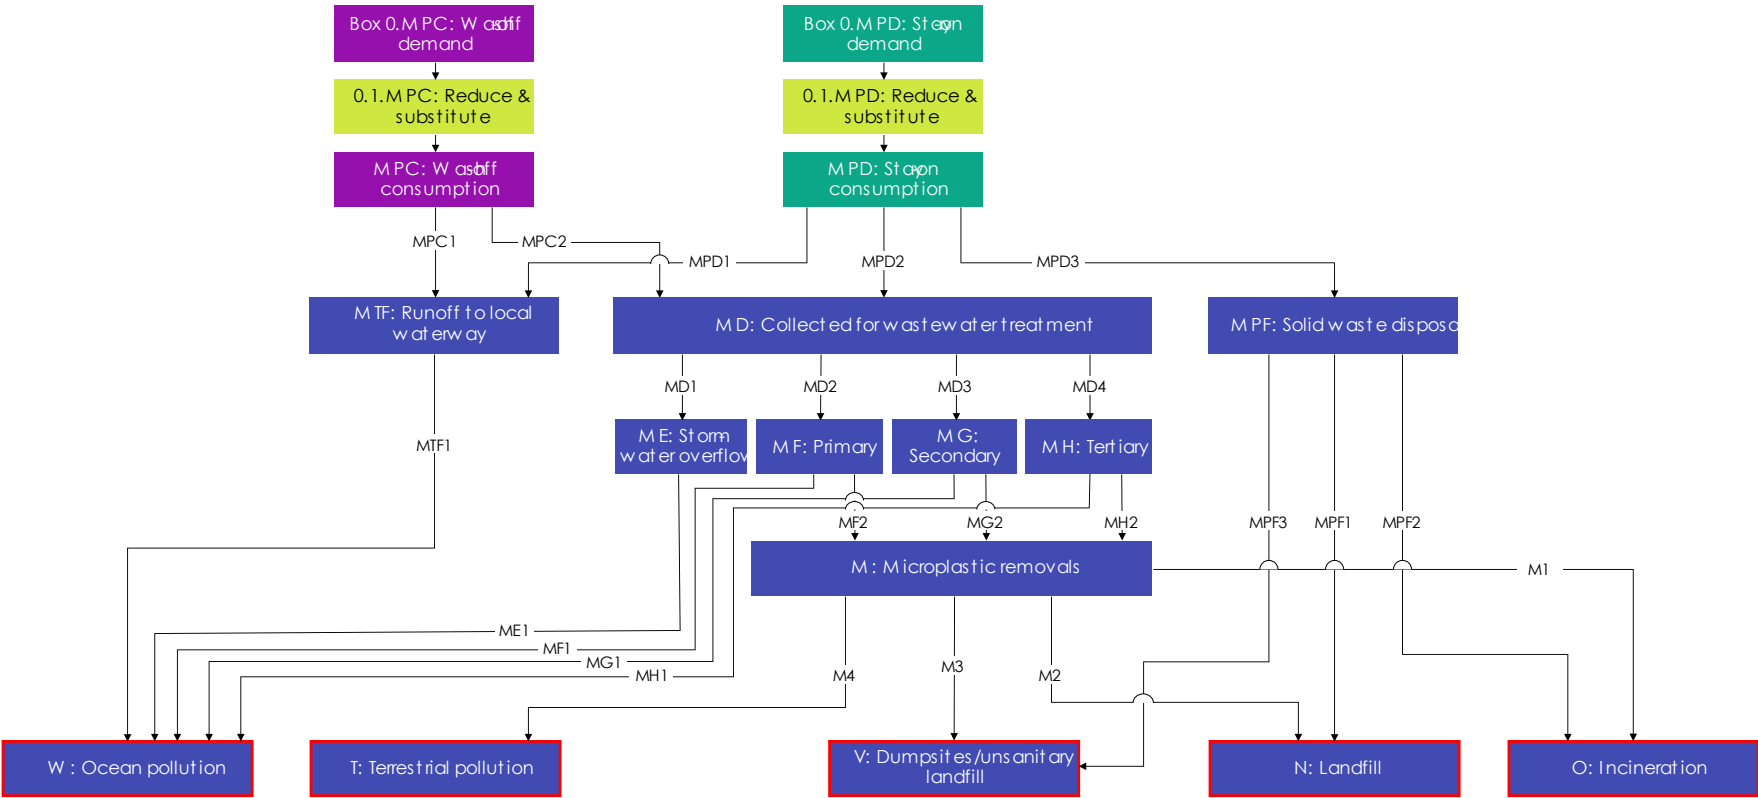 Box 0.MPC: Wash-off
demand
Box 0.MPD: Stay-on
demand
0.1.MPC: Reduce &
substitute
0.1.MPD: Reduce &
substitute
MPC: Wash-off
consumption
MPD: Stay-on
consumption
MPC1
MPC2
MPD1
MPD2
MPD3
MTF: Runoff to local
waterway
MD: Collected for wastewater treatment
MPF: Solid waste disposa
MD1
MD2
MD3
MD4
MTF1
ME: Storm-
water overflow
MF: Primary
MG:
Secondary
MH: Tertiary
MF2
MG2
MH2
MPF3
MPF1
MPF2
M: Microplastic removals
M1
ME1
MF1
MG1
MH1
M4
M3
M2
W: Ocean pollution
T: Terrestrial pollution
V: Dumpsites/unsanitary
landfill
N: Landfill
O: Incineration